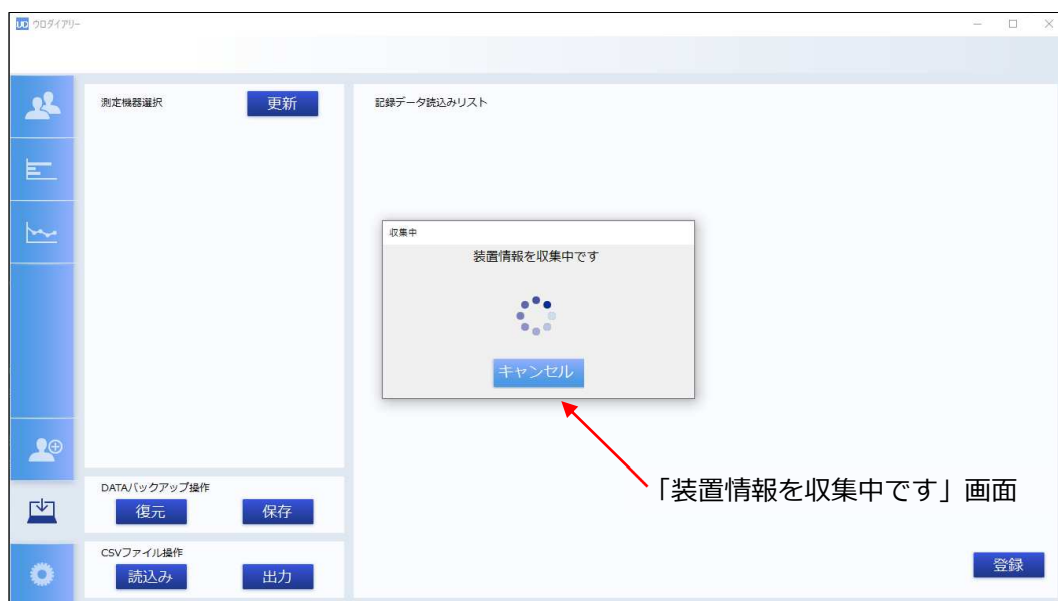 UD ウロダイアリー
測定機器選択
更新
記録データ読込みリスト
収集中
装置情報を収集中です
キャンセル
「装置情報を収集中です」画面
DATAバックアップ操作
復元
保存
CSVファイル操作
読込み
出力
登録